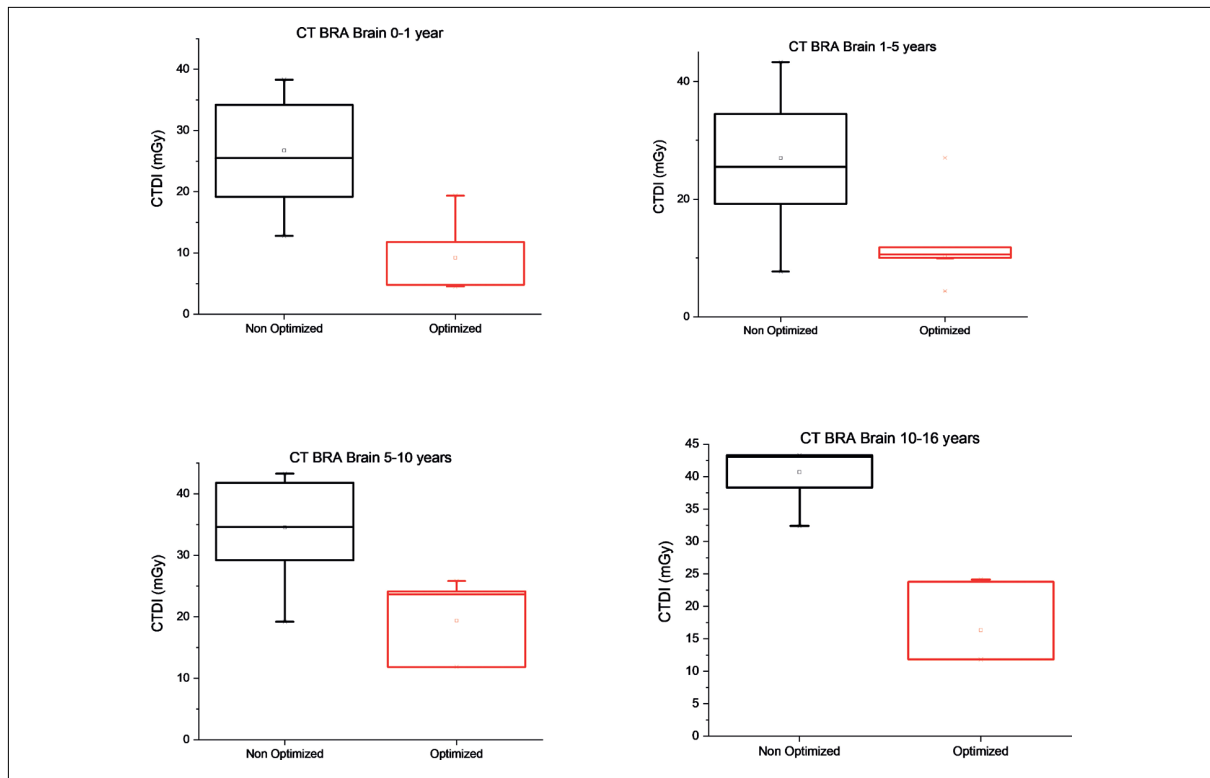 CT BRA Brain 0-1 year
CTDI (mGy)
40
30
20
10
0
Non Optimized
Optimized
CT BRA Brain 1-5 years
CTDI (mGy)
40
20
0
Non Optimized
Optimized
CT BRA Brain 5-10 years
CTDI (mGy)
40
30
20
10
0
Non Optimized
Optimized
CT BRA Brain 10-16 years
CTDI (mGy)
45
40
35
30
25
20
15
10
5
0
Non Optimized
Optimized